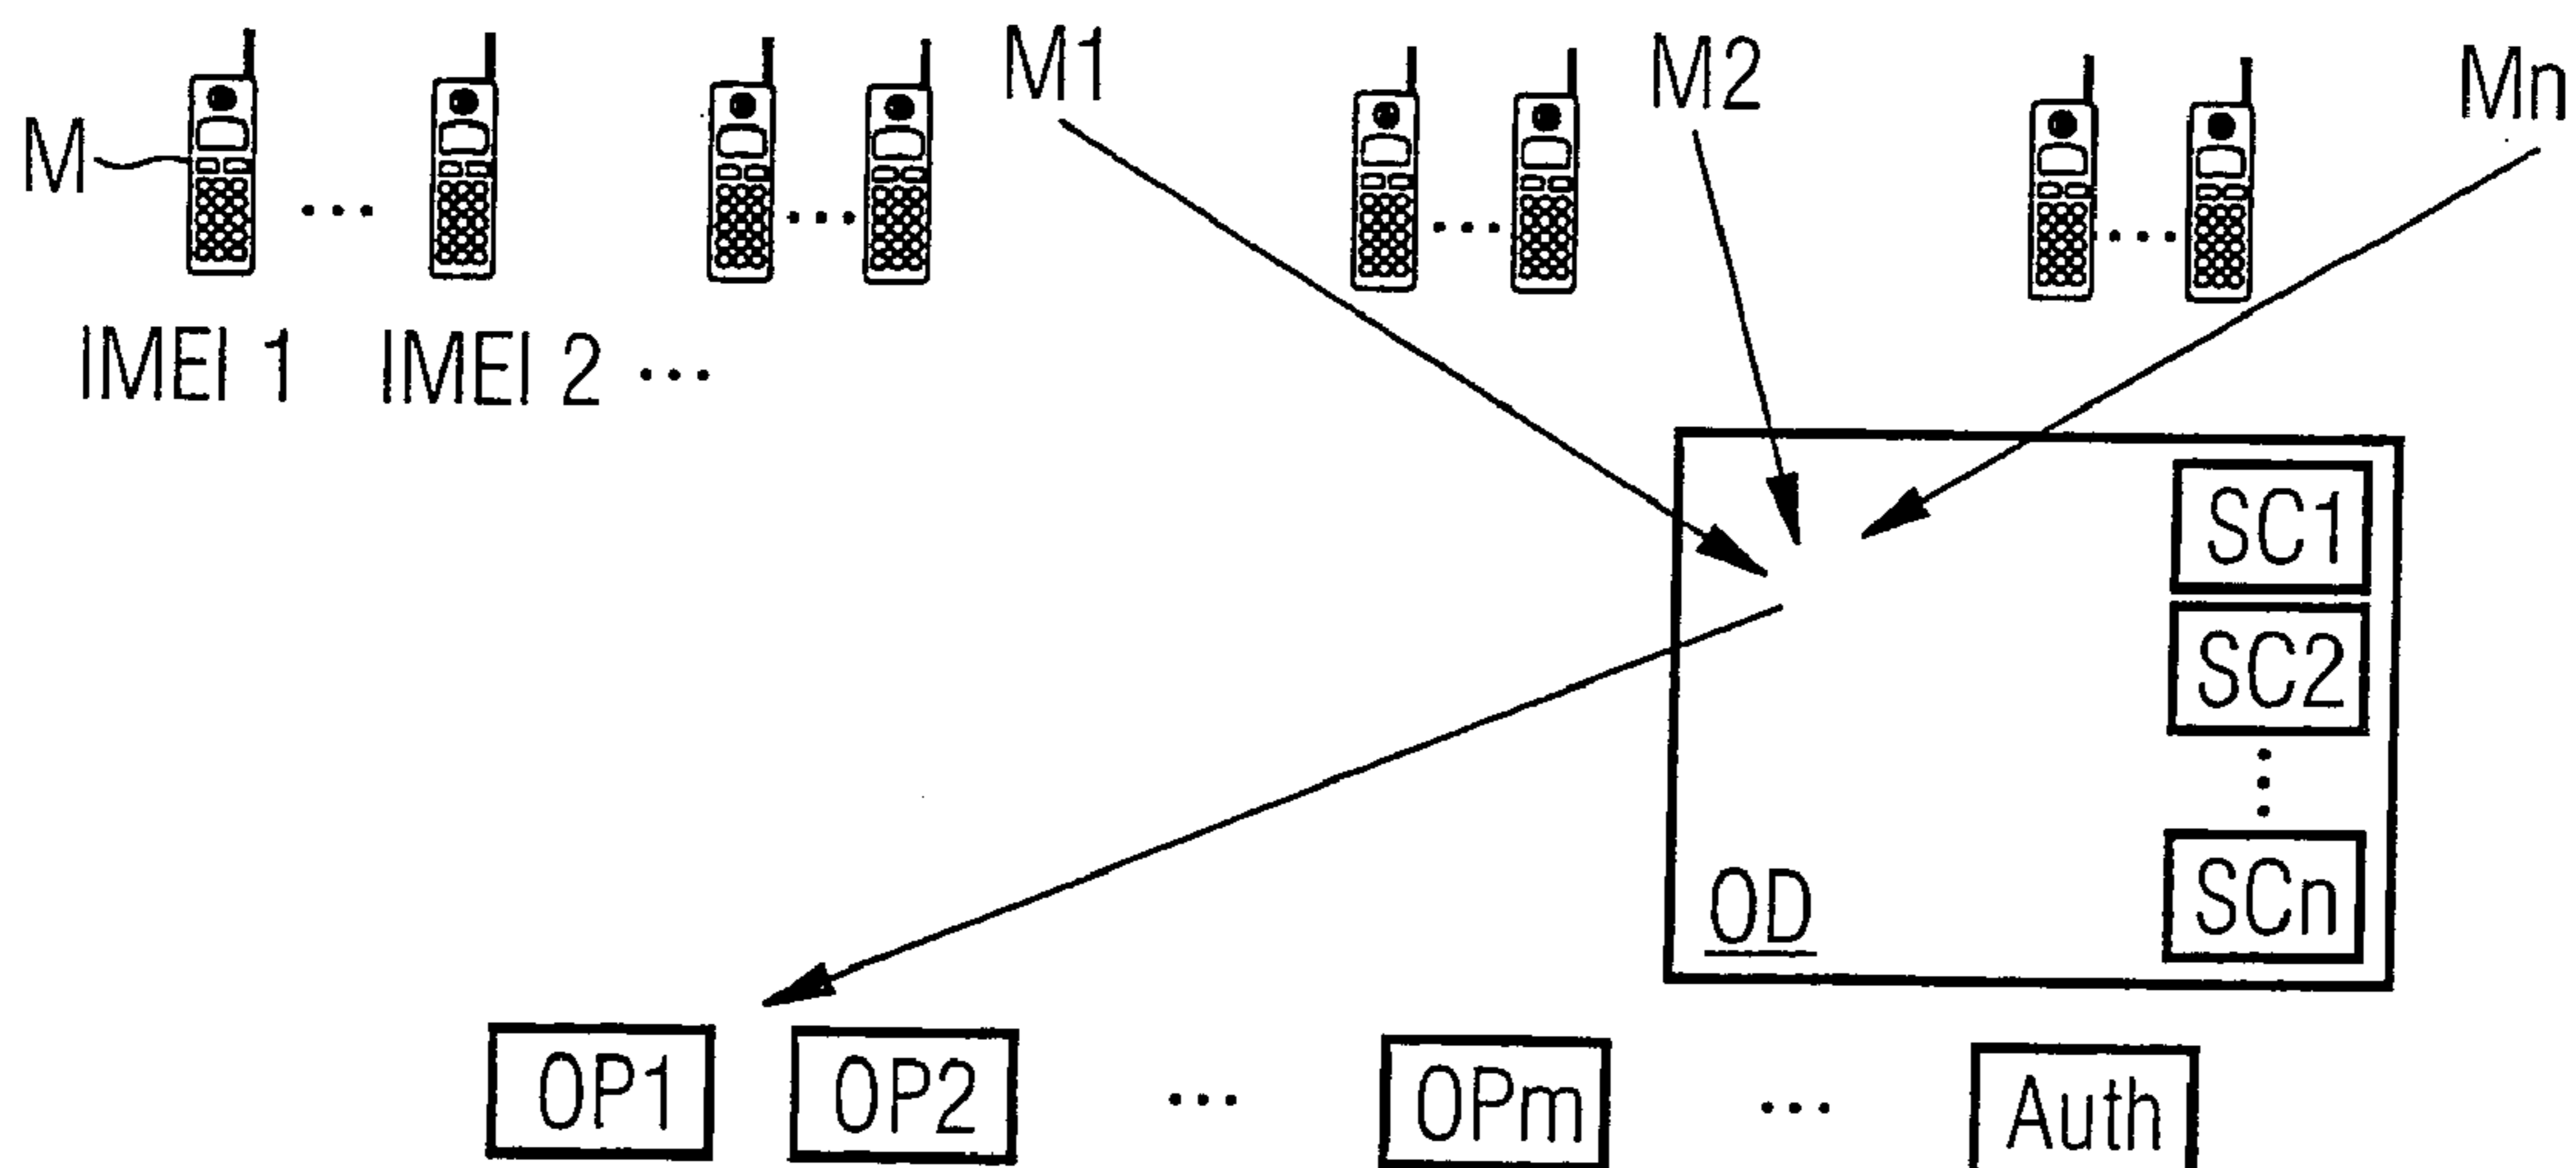 M1 M2 Mn
M
...
...
...
...
IMEI 1 IMEI 2 ...
SC1
SC2
...
SCn
OD
OP1 OP2 ... OPm ... Auth